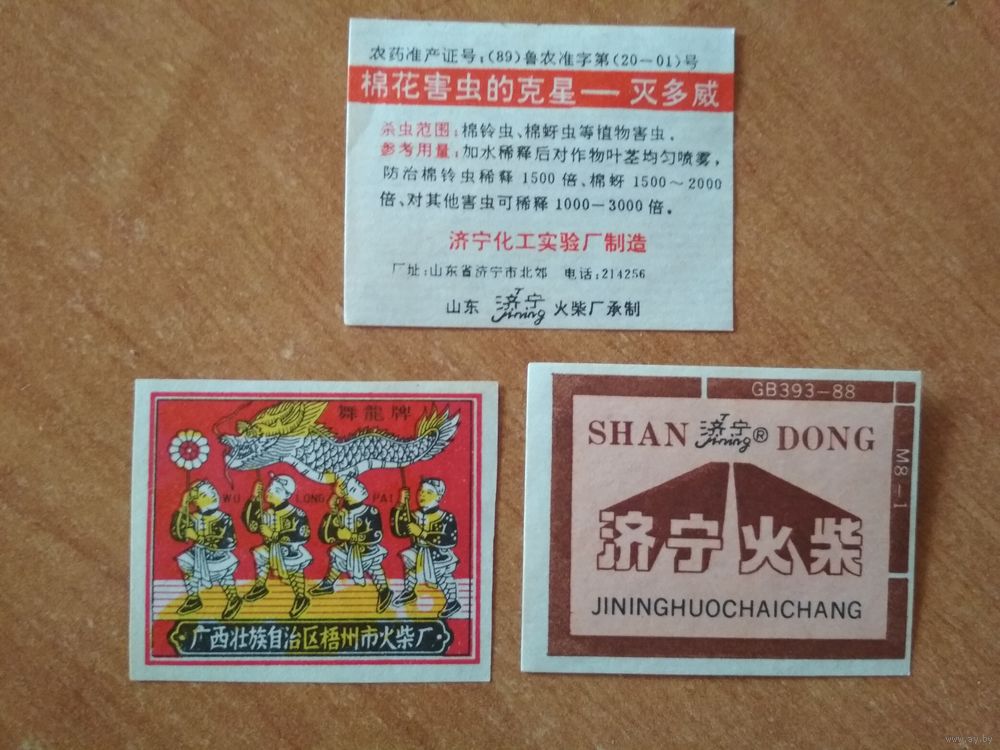 农药准产证号:(89)鲁农准字第(20—01)号
棉花害虫的克星——灭多威
杀虫范围:棉铃虫、棉蚜虫等植物害虫.
参考用量:加水稀释后对作物叶茎均匀喷雾,
防治棉铃虫稀释 1500 倍、棉蚜 1500~2000
倍、对其他害虫可稀释 1000—3000 倍。
济宁化工实验厂制造
厂址:山东省济宁市北郊 电话:214256
山东 济宁 Jining 火柴厂承制
舞龍牌
WU LONG PAI
广西壮族自治区梧州市火柴厂
GB393-88
M8-1
SHAN 济宁 Jining ® DONG
济宁火柴
JININGHUOCHAICHANG
www.ay.by